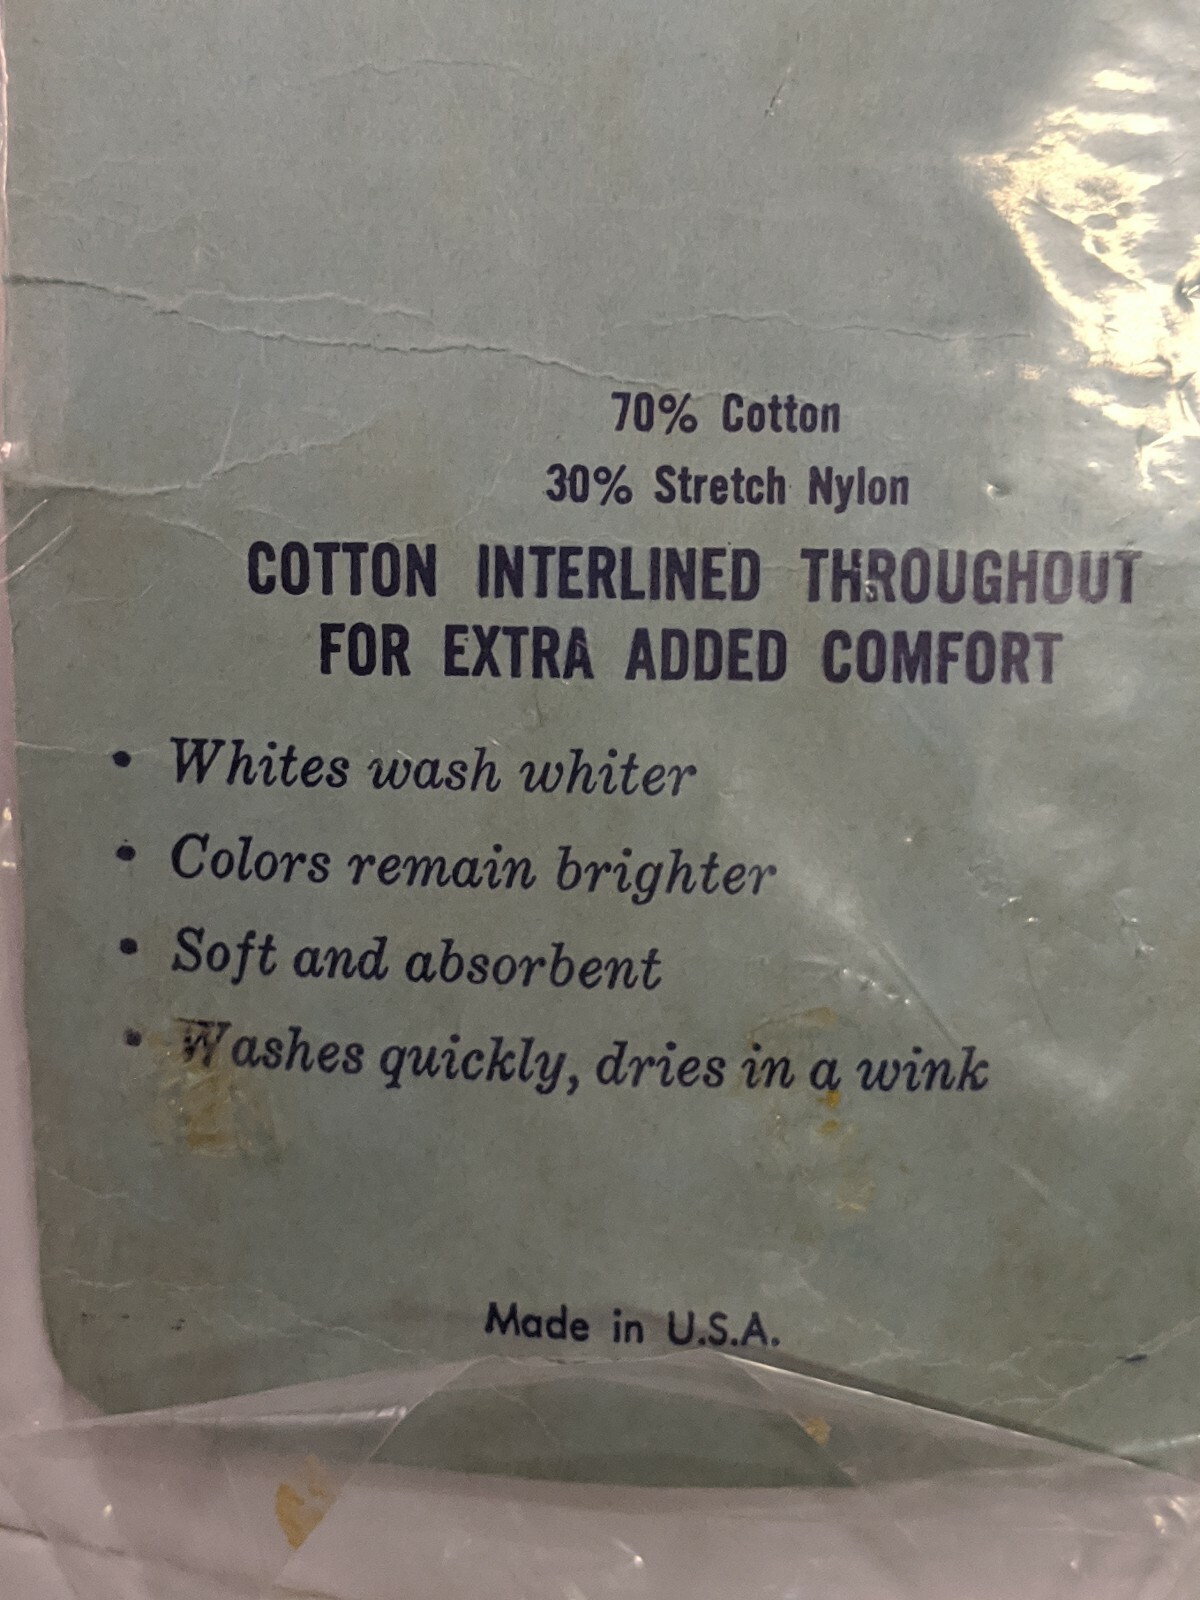 70% Cotton
30% Stretch Nylon
COTTON INTERLINED THROUGHOUT
FOR EXTRA ADDED COMFORT
• Whites wash whiter
• Colors remain brighter
• Soft and absorbent
• Washes quickly, dries in a wink
Made in U.S.A.